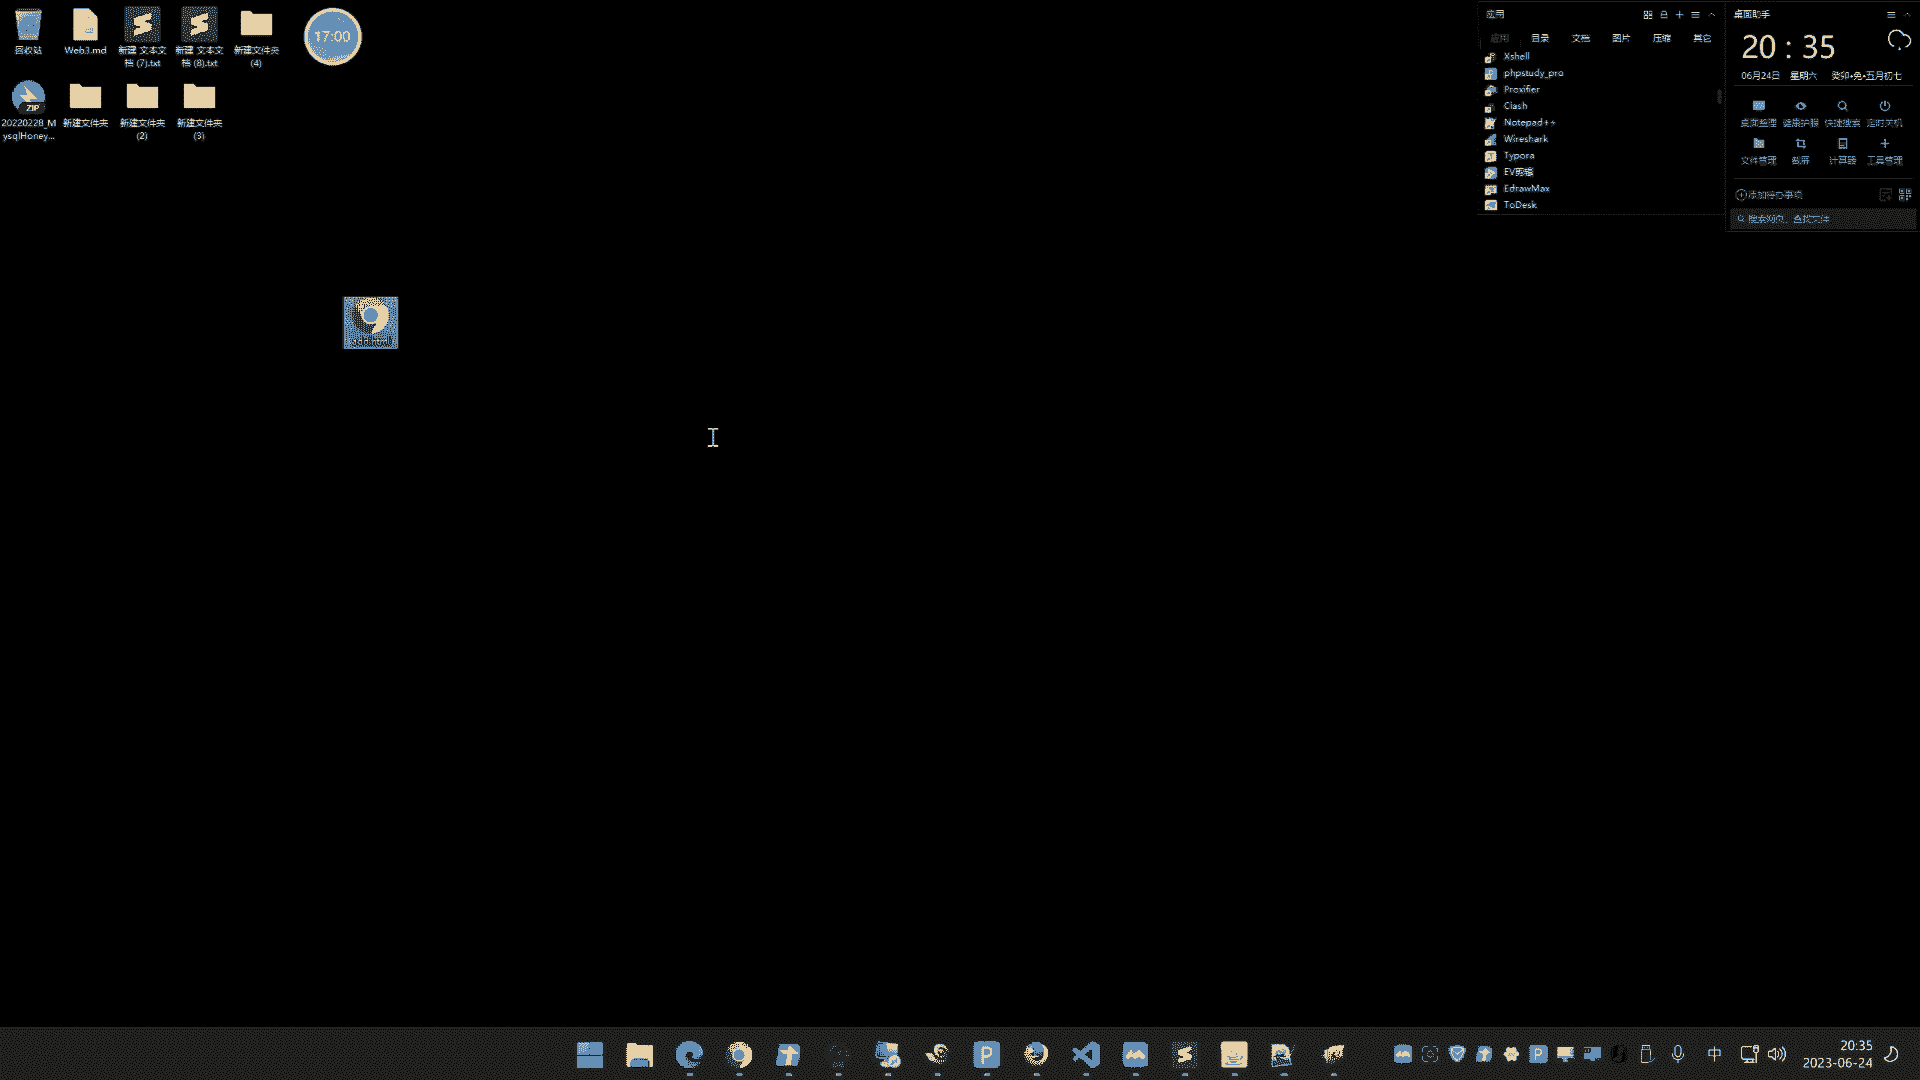 回收站
Web3.md
新建 文本文
档 (7).txt
新建 文本文
档 (8).txt
新建文件夹
(4)
17:00
20220228_M
ysqlHoney...
新建文件夹
新建文件夹
(2)
新建文件夹
(3)
应用
应用 目录 文档 图片 压缩 其它
Xshell
phpstudy_pro
Proxifier
Clash
Notepad++
Wireshark
Typora
EV剪辑
EdrawMax
ToDesk
桌面助手
20 : 35
06月24日 星期六 癸卯•兔•五月初七
桌面整理 健康护眼 快捷搜索 定时关机
文件管理 截屏 计算器 工具管理
添加待办事项
搜索网页、查找文件
中
20:35
2023-06-24